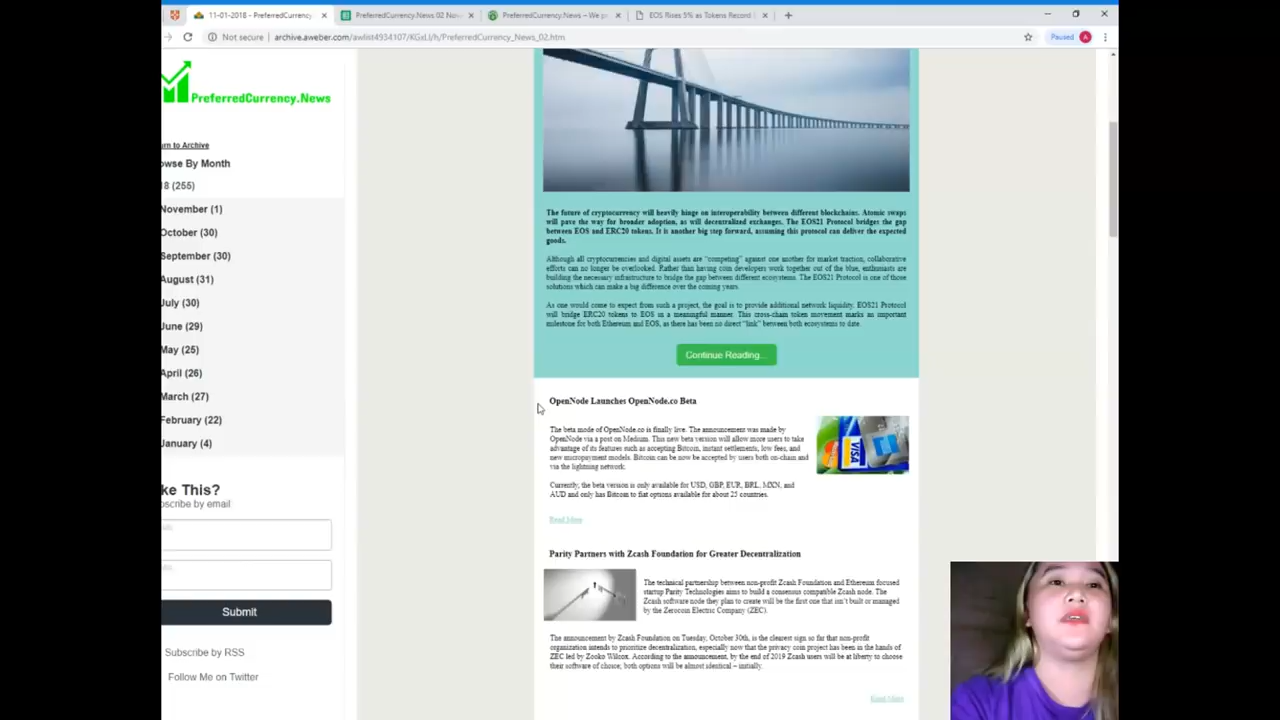 11-01-2018 - PreferredCurrency
PreferredCurrency.News 02 Nov
PreferredCurrency.News – We p
EOS Rises 5% as Tokens Record
Not secure
archive.aweber.com/awlist4934107/KGsLl/h/PreferredCurrency_News_02.htm
Paused
A
PreferredCurrency.News
urn to Archive
owse By Month
18 (255)
November (1)
October (30)
September (30)
August (31)
July (30)
June (29)
May (25)
April (26)
March (27)
February (22)
January (4)
ke This?
bscribe by email
Submit
Subscribe by RSS
Follow Me on Twitter
The future of cryptocurrency will heavily hinge on interoperability between different blockchains. Atomic swaps
will pave the way for broader adoption, as will decentralized exchanges. The EOS21 Protocol bridges the gap
between EOS and ERC20 tokens. It is another big step forward, assuming this protocol can deliver the expected
goods.
Although all cryptocurrencies and digital assets are "competing" against one another for market traction, collaborative
efforts can no longer be overlooked. Rather than having coin developers work together out of the blue, enthusiasts are
building the necessary infrastructure to bridge the gap between different ecosystems. The EOS21 Protocol is one of those
solutions which can make a big difference over the coming years.
As one would come to expect from such a project, the goal is to provide additional network liquidity. EOS21 Protocol
will bridge ERC20 tokens to EOS in a meaningful manner. This cross-chain token movement marks an important
milestone for both Ethereum and EOS, as there has been no direct "link" between both ecosystems to date.
Continue Reading...
OpenNode Launches OpenNode.co Beta
The beta mode of OpenNode.co is finally live. The announcement was made by
OpenNode via a post on Medium. This new beta version will allow more users to take
advantage of its features such as accepting Bitcoin, instant settlements, low fees, and
new micropayment models. Bitcoin can be now be accepted by users both on-chain and
via the lightning network.
Currently, the beta version is only available for USD, GBP, EUR, BRL, MXN, and
AUD and only has Bitcoin to fiat options available for about 25 countries.
VISA
Read More
Parity Partners with Zcash Foundation for Greater Decentralization
The technical partnership between non-profit Zcash Foundation and Ethereum focused
startup Parity Technologies aims to build a consensus compatible Zcash node. The
Zcash software node they plan to create will be the first one that isn't built or managed
by the Zerocoin Electric Company (ZEC).
The announcement by Zcash Foundation on Tuesday, October 30th, is the clearest sign so far that non-profit
organization intends to prioritize decentralization, especially now that the privacy coin project has been in the hands of
ZEC led by Zooko Wilcox. According to the announcement, by the end of 2019 Zcash users will be at liberty to choose
their software of choice, both options will be almost identical – initially.
Read More